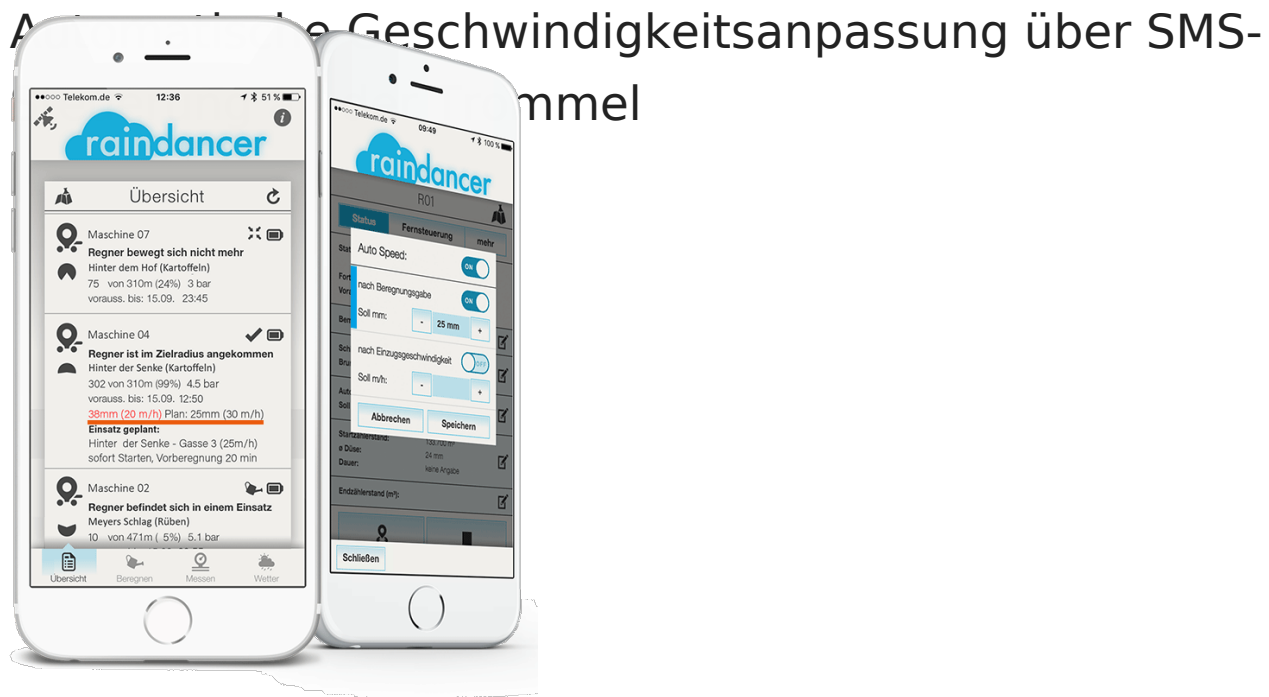 Automatische Geschwindigkeitsanpassung über SMS-
mmel
Telekom.de 12:36 51 %
raindancer
Übersicht
Maschine 07
Regner bewegt sich nicht mehr
Hinter dem Hof (Kartoffeln)
75 von 310m (24%) 3 bar
vorauss. bis: 15.09. 23:45
Maschine 04
Regner ist im Zielradius angekommen
Hinter der Senke (Kartoffeln)
302 von 310m (99%) 4.5 bar
vorauss. bis: 15.09. 12:50
38mm (20 m/h) Plan: 25mm (30 m/h)
Einsatz geplant:
Hinter der Senke - Gasse 3 (25m/h)
sofort Starten, Vorberegnung 20 min
Maschine 02
Regner befindet sich in einem Einsatz
Meyers Schlag (Rüben)
10 von 471m ( 5%) 5.1 bar
Übersicht Beregnen Messen Wetter
Telekom.de 09:49 100 %
raindancer
R01
Status Fernsteuerung mehr
Auto Speed: ON
nach Beregnungsgabe ON
Soll mm: - 25 mm +
nach Einzugsgeschwindigkeit OFF
Soll m/h: - +
Abbrechen Speichern
Startzählerstand: 133.700 m³
ø Düse: 24 mm
Dauer: keine Angabe
Endzählerstand (m³):
Schließen